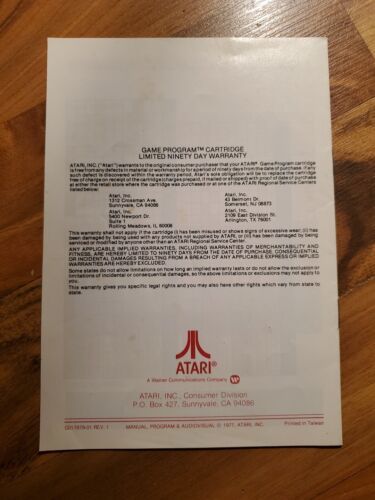 GAME PROGRAM™ CARTRIDGE
LIMITED NINETY DAY WARRANTY
ATARI, INC. ("Atari") warrants to the original consumer purchaser that your ATARI® Game Program cartridge
is free from any defects in material or workmanship for a period of ninety days from the date of purchase. If any
such defect is discovered within the warranty period, Atari's sole obligation will be to replace the cartridge
free of charge on receipt of the cartridge (charges prepaid, if mailed or shipped) with proof of date of purchase
at either the retail store where the cartridge was purchased or at one of the ATARI Regional Service Centers
listed below:
Atari, Inc.
1312 Crossman Ave.
Sunnyvale, CA 94086
Atari, Inc.
43 Belmont Dr.
Somerset, NJ 08873
Atari, Inc.
5400 Newport Dr.
Suite 1
Rolling Meadows, IL 60008
Atari, Inc.
2109 East Division St.
Arlington, TX 76001
This warranty shall not apply if the cartridge (i) has been misused or shows signs of excessive wear, (ii) has
been damaged by being used with any products not supplied by ATARI, or (iii) has been damaged by being
serviced or modified by anyone other than an ATARI Regional Service Center.
ANY APPLICABLE IMPLIED WARRANTIES, INCLUDING WARRANTIES OF MERCHANTABILITY AND
FITNESS, ARE HEREBY LIMITED TO NINETY DAYS FROM THE DATE OF PURCHASE. CONSEQUENTIAL
OR INCIDENTAL DAMAGES RESULTING FROM A BREACH OF ANY APPLICABLE EXPRESS OR IMPLIED
WARRANTIES ARE HEREBY EXCLUDED.
Some states do not allow limitations on how long an implied warranty lasts or do not allow the exclusion or
limitations of incidental or consequential damages, so the above limitations or exclusions may not apply to
you.
This warranty gives you specific legal rights and you may also have other rights which vary from state to
state.
ATARI®
A Warner Communications Company
ATARI, INC., Consumer Division
P.O. Box 427, Sunnyvale, CA 94086
REV. 1
MANUAL, PROGRAM & AUDIOVISUAL © 1977, ATARI, INC.
Printed in Taiwan